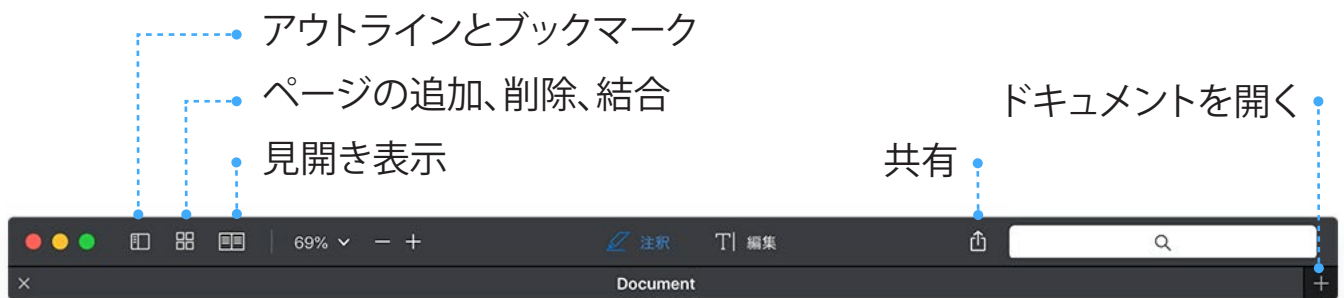 アウトラインとブックマーク
ページの追加、削除、結合
ドキュメントを開く
見開き表示
共有
69%
注釈
T| 編集
Document